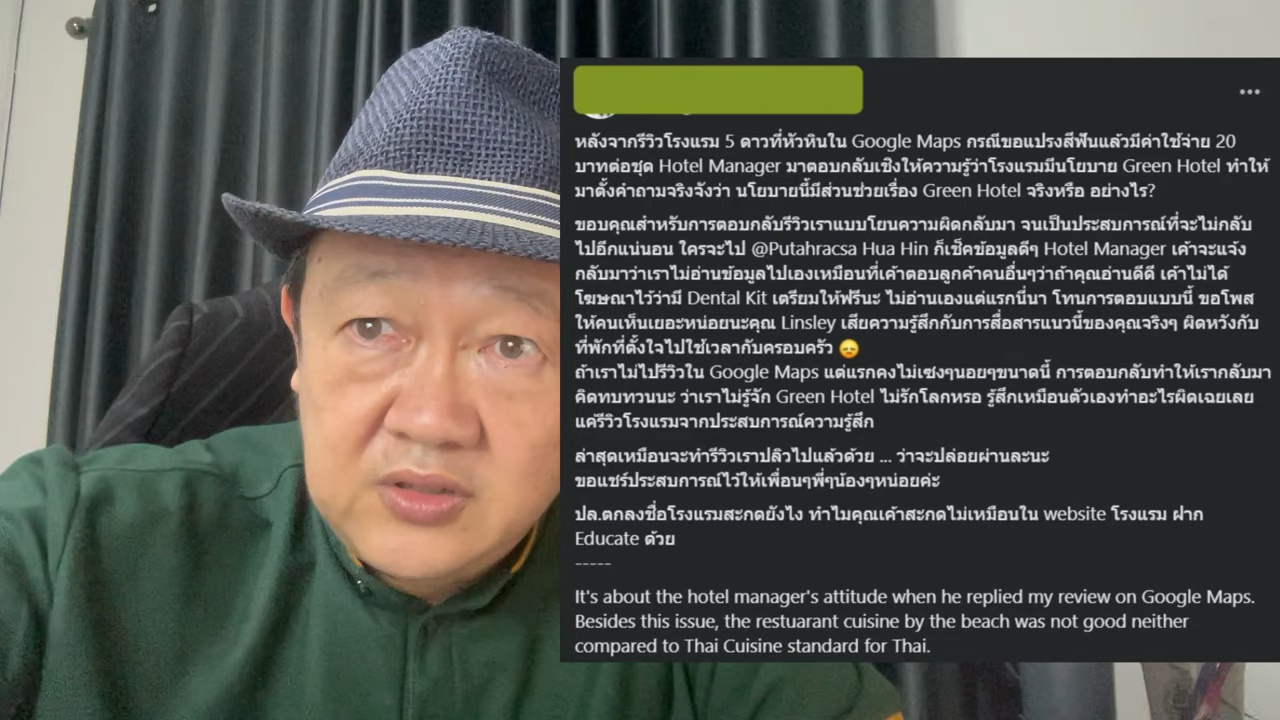 หลังจากรีวิวโรงแรม 5 ดาวที่หัวหินใน Google Maps กรณีขอแปรงสีฟันแล้วมีค่าใช้จ่าย 20
บาทต่อชุด Hotel Manager มาตอบกลับเชิงให้ความรู้ว่าโรงแรมมีนโยบาย Green Hotel ทำให้
มาตั้งคำถามจริงจังว่า นโยบายนี้มีส่วนช่วยเรื่อง Green Hotel จริงหรือ อย่างไร?
ขอบคุณสำหรับการตอบกลับรีวิวเราแบบโยนความผิดกลับมา จนเป็นประสบการณ์ที่จะไม่กลับ
ไปอีกแน่นอน ใครจะไป @Putahracsa Hua Hin ก็เช็คข้อมูลดีๆ Hotel Manager เค้าจะแจ้ง
กลับมาว่าเราไม่อ่านข้อมูลไปเองเหมือนที่เค้าตอบลูกค้าคนอื่นๆว่าถ้าคุณอ่านดีดี เค้าไม่ได้
โฆษณาไว้ว่ามี Dental Kit เตรียมให้ฟรีนะ ไม่อ่านเองแต่แรกนี่นา โทนการตอบแบบนี้ ขอโพส
ให้คนเห็นเยอะหน่อยนะคุณ Linsley เสียความรู้สึกกับการสื่อสารแนวนี้ของคุณจริงๆ ผิดหวังกับ
ที่พักที่ตั้งใจไปใช้เวลากับครอบครัว 😞
ถ้าเราไม่ไปรีวิวใน Google Maps แต่แรกคงไม่เซงๆนอยๆขนาดนี้ การตอบกลับทำให้เรากลับมา
คิดทบทวนนะ ว่าเราไม่รู้จัก Green Hotel ไม่รักโลกหรอ รู้สึกเหมือนตัวเองทำอะไรผิดเฉยเลย
แค่รีวิวโรงแรมจากประสบการณ์ความรู้สึก
ล่าสุดเหมือนจะทำรีวิวเราปลิวไปแล้วด้วย ... ว่าจะปล่อยผ่านละนะ
ขอแชร์ประสบการณ์ไว้ให้เพื่อนๆพี่ๆน้องๆหน่อยค่ะ
ปล.ตกลงชื่อโรงแรมสะกดยังไง ทำไมคุณเค้าสะกดไม่เหมือนใน website โรงแรม ฝาก
Educate ด้วย
-----
It's about the hotel manager's attitude when he replied my review on Google Maps.
Besides this issue, the restuarant cuisine by the beach was not good neither
compared to Thai Cuisine standard for Thai.